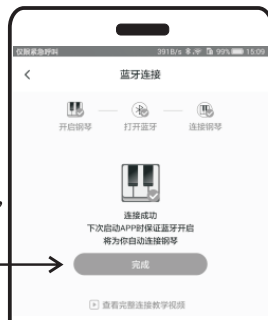 仅限紧急呼叫 391B/s 99% 15:09
蓝牙连接
开启钢琴 打开蓝牙 连接钢琴
连接成功
下次启动APP时保证蓝牙开启
将为你自动连接钢琴
完成
查看完整连接教学视频